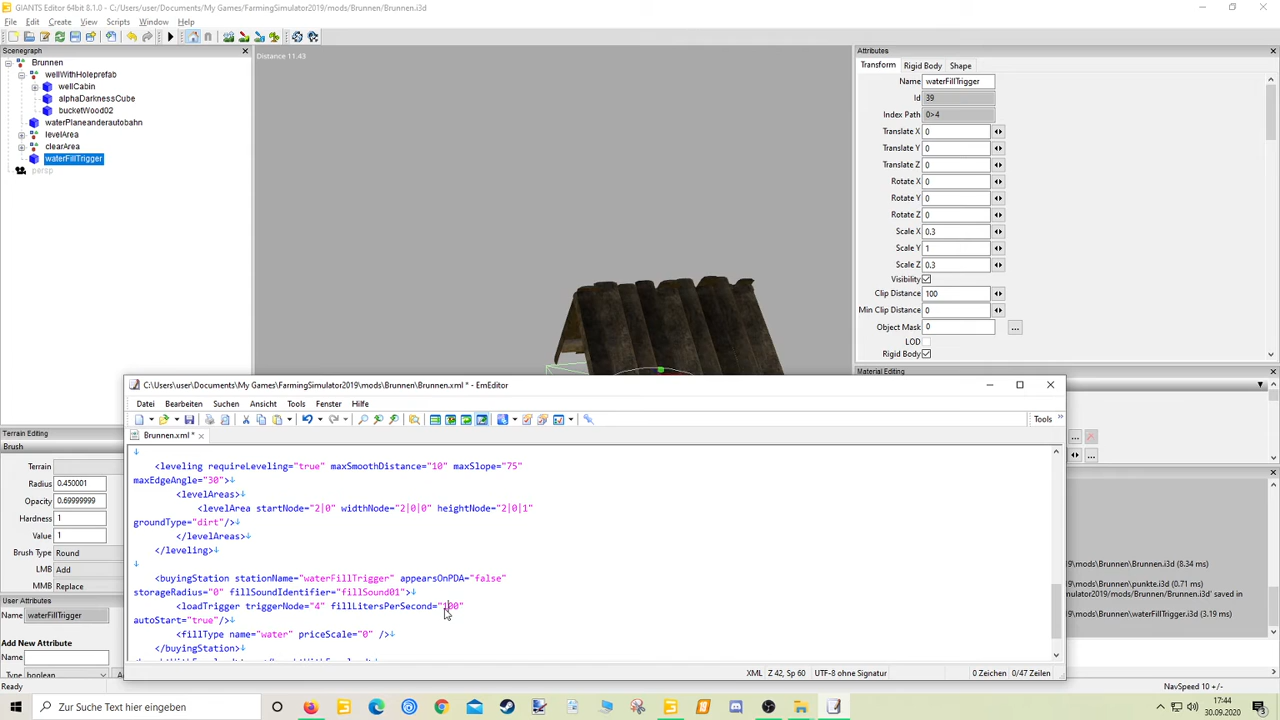 GIANTS Editor 64bit 8.1.0 - C:/Users/user/Documents/My Games/FarmingSimulator2019/mods/Brunnen/Brunnen.i3d
File Edit Create View Scripts Window Help
Scenegraph
Brunnen
wellWithHoleprefab
wellCabin
alphaDarknessCube
bucketWood02
waterPlaneanderautobahn
levelArea
clearArea
waterFillTrigger
persp
Distance 11.43
Attributes
Transform Rigid Body Shape
Name waterFillTrigger
Id 39
Index Path 0>4
Translate X 0
Translate Y 0
Translate Z 0
Rotate X 0
Rotate Y 0
Rotate Z 0
Scale X 0.3
Scale Y 1
Scale Z 0.3
Visibility
Clip Distance 100
Min Clip Distance 0
Object Mask 0 ...
LOD
Rigid Body
Material Editing
Terrain Editing
Brush
Terrain
Radius 0.450001
Opacity 0.69999999
Hardness 1
Value 1
Brush Type Round
LMB Add
MMB Replace
User Attributes
Name waterFillTrigger
Add New Attribute
Name
Type boolean
Ready
C:\Users\user\Documents\My Games\FarmingSimulator2019\mods\Brunnen\Brunnen.xml * - EmEditor
Datei Bearbeiten Suchen Ansicht Tools Fenster Hilfe
Tools
Brunnen.xml *
<leveling requireLeveling="true" maxSmoothDistance="10" maxSlope="75"
maxEdgeAngle="30">
<levelAreas>
<levelArea startNode="2|0" widthNode="2|0|0" heightNode="2|0|1"
groundType="dirt"/>
</levelAreas>
</leveling>
<buyingStation stationName="waterFillTrigger" appearsOnPDA="false"
storageRadius="0" fillSoundIdentifier="fillSound01">
<loadTrigger triggerNode="4" fillLitersPerSecond="100"
autoStart="true"/>
<fillType name="water" priceScale="0" />
</buyingStation>
XML Z 42, Sp 60 UTF-8 ohne Signatur 0 Zeichen 0/47 Zeilen
/Brunnen/Brunnen.i3d (8.34 ms)
/Brunnen/punkte.i3d (0.71 ms)
/Brunnen/Brunnen.i3d' saved in
/Brunnen/Brunnen.i3d (3.19 ms)
NavSpeed 10 +/-
Zur Suche Text hier eingeben
17:44
30.09.2020